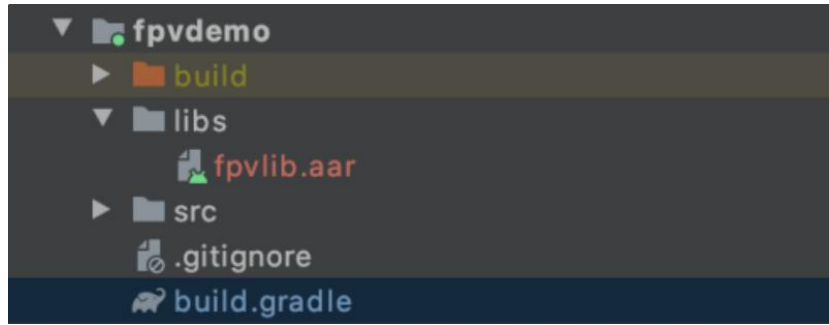 fpvdemo
build
libs
fpvlib.aar
src
.gitignore
build.gradle